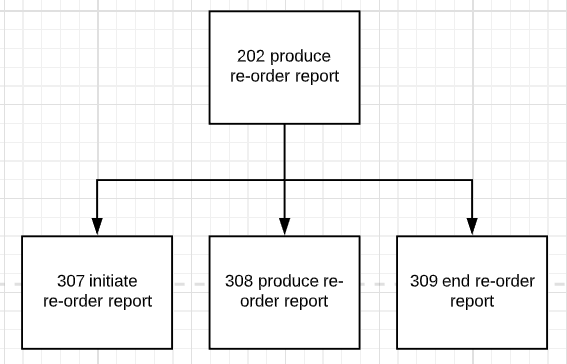 202 produce
re-order report
307 initiate
re-order report
308 produce re-
order report
309 end re-order
report